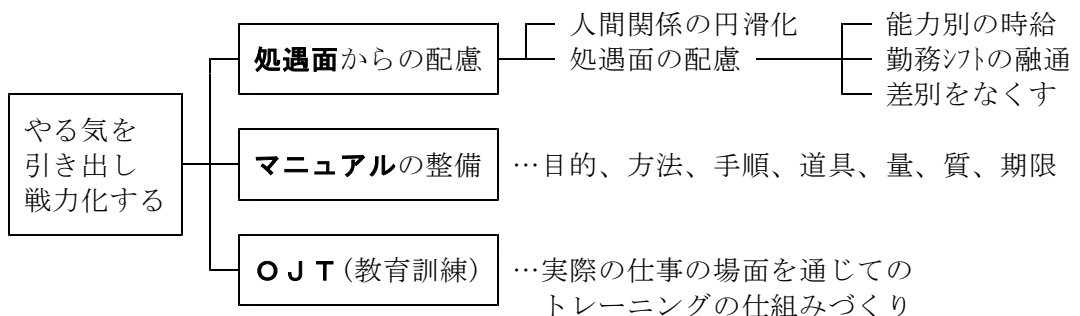 人間関係の円滑化
能力別の時給
処遇面からの配慮
処遇面の配慮
勤務ｼﾌﾄの融通
差別をなくす
やる気を
引き出し
戦力化する
マニュアルの整備
…目的、方法、手順、道具、量、質、期限
ＯＪＴ(教育訓練)
…実際の仕事の場面を通じての
トレーニングの仕組みづくり